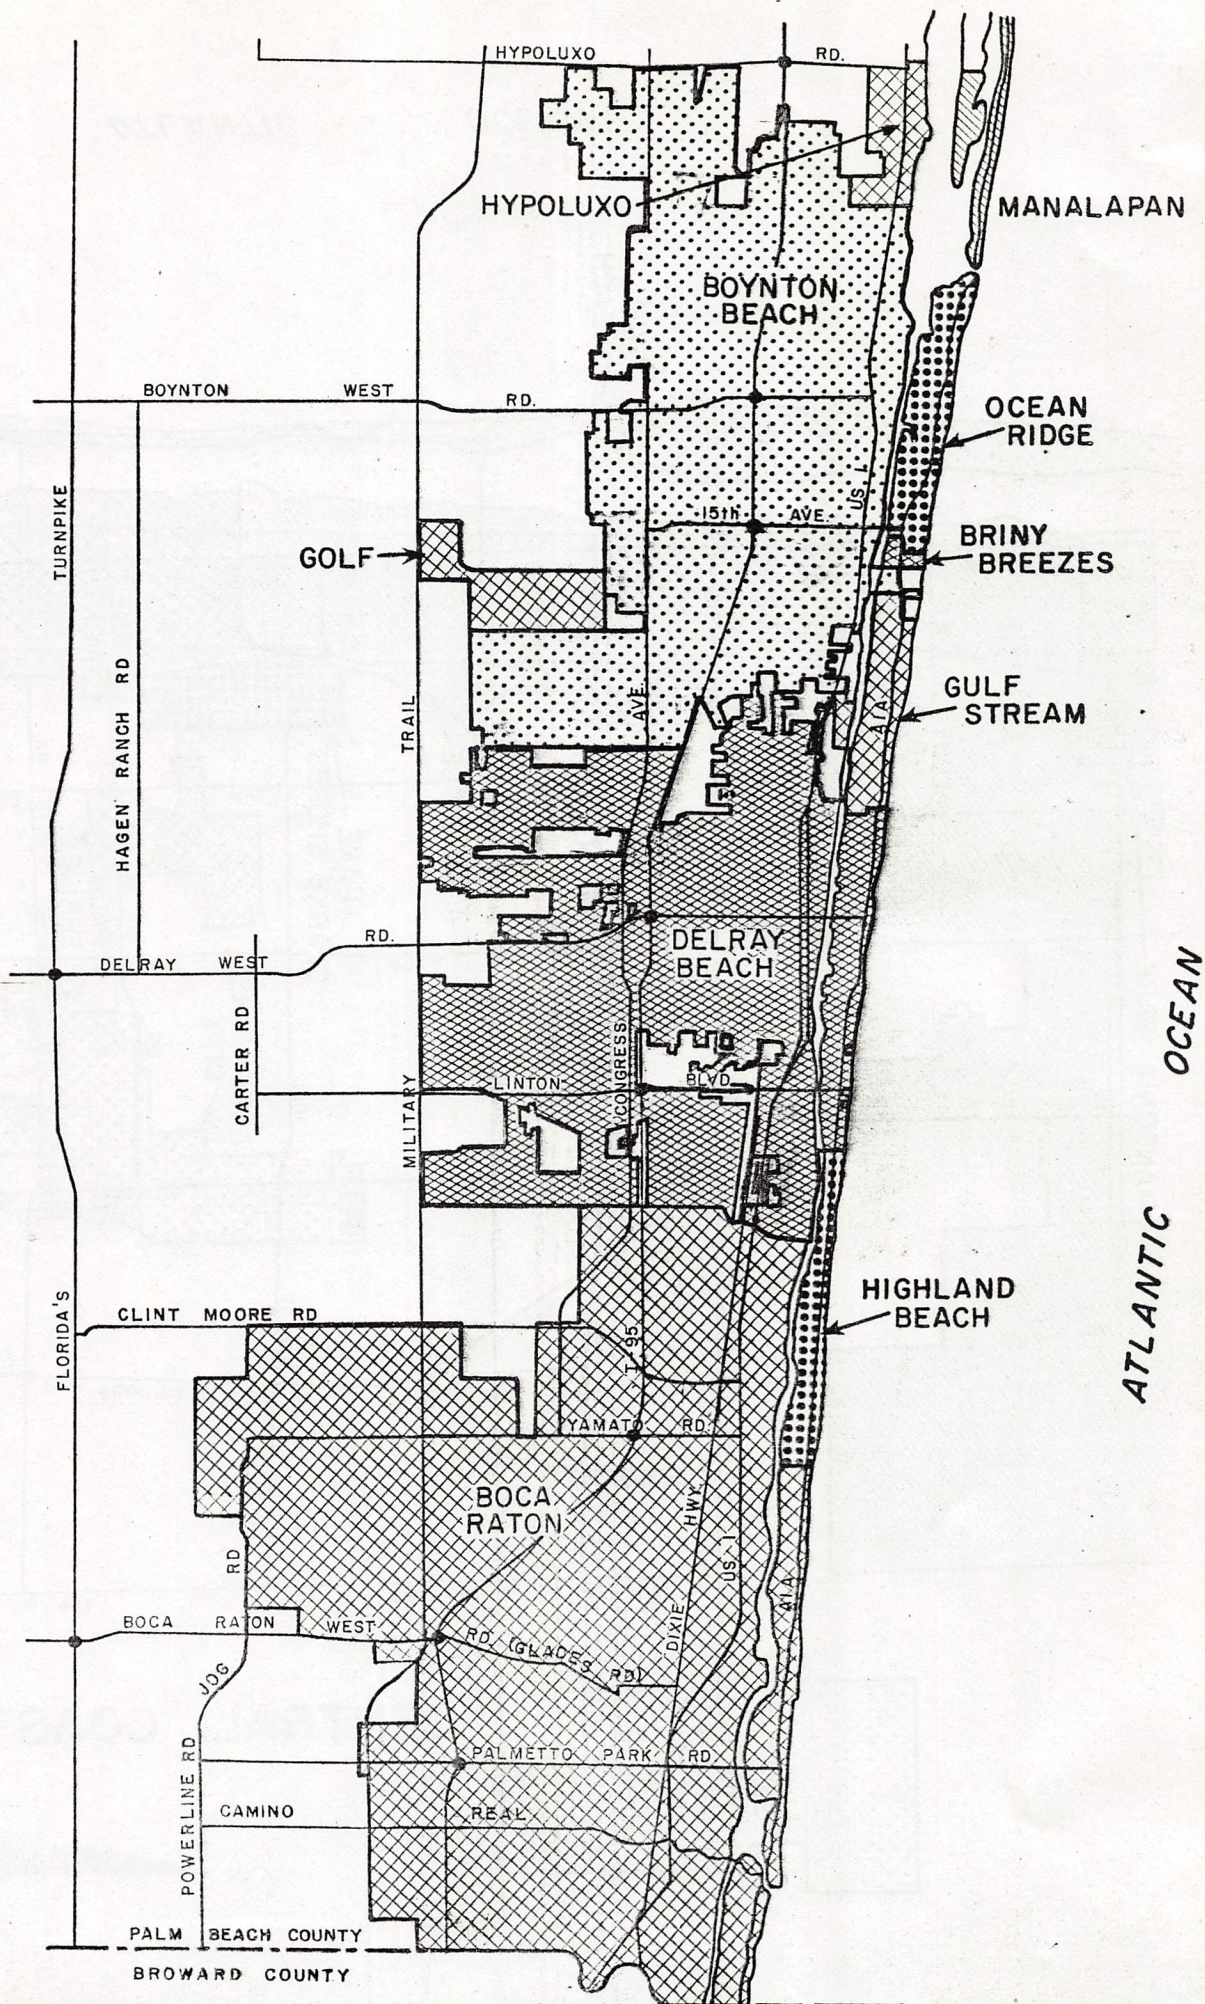 HYPOLUXO RD.
HYPOLUXO
MANALAPAN
BOYNTON
BEACH
BOYNTON WEST RD.
OCEAN
RIDGE
US. 1
15th AVE.
TURNPIKE
GOLF
BRINY
BREEZES
HAGEN RANCH RD
TRAIL
AVE.
GULF
STREAM
A1A
DELRAY
BEACH
DELRAY WEST RD.
OCEAN
CARTER RD
CONGRESS
LINTON BLVD
MILITARY
ATLANTIC
HIGHLAND
BEACH
FLORIDA'S
CLINT MOORE RD
I-95
YAMATO RD.
BOCA
RATON
HWY.
US. 1
RD
A1A
BOCA RATON WEST RD. (GLADES RD)
DIXIE
JOG
PALMETTO PARK RD.
POWERLINE RD
CAMINO REAL
PALM BEACH COUNTY
BROWARD COUNTY